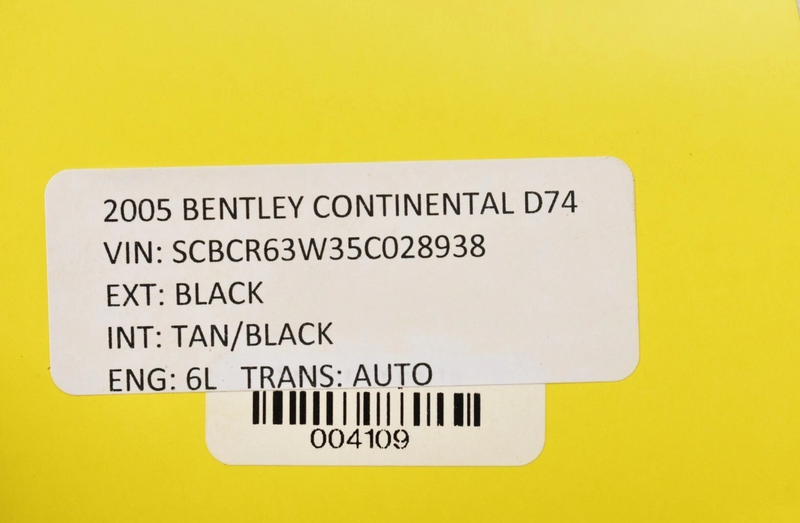 2005 BENTLEY CONTINENTAL D74
VIN: SCBCR63W35C028938
EXT: BLACK
INT: TAN/BLACK
ENG: 6L TRANS: AUTO
004109